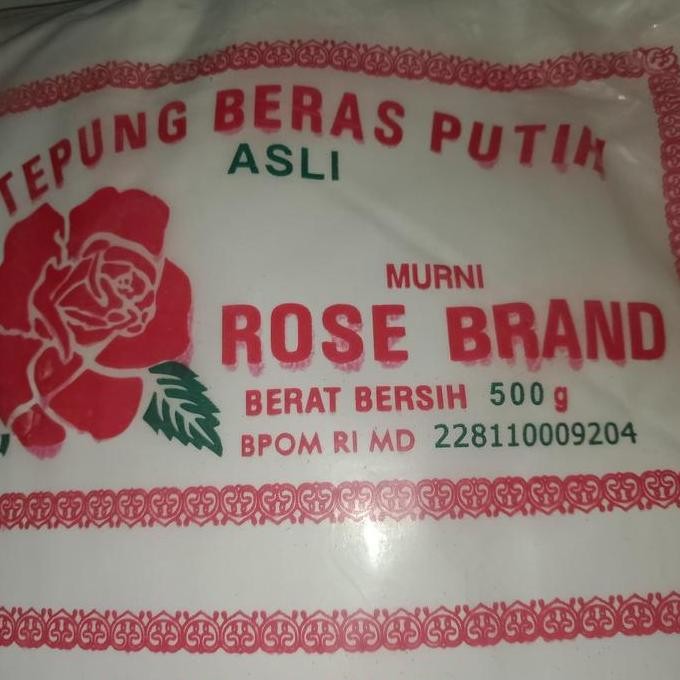 TEPUNG BERAS PUTIH
ASLI
MURNI
ROSE BRAND
BERAT BERSIH 500 g
BPOM RI MD 228110009204